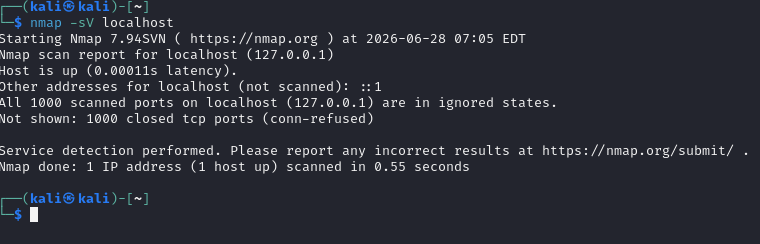 ┌──(kali㉿kali)-[~]
└─$ nmap -sV localhost
Starting Nmap 7.94SVN ( https://nmap.org ) at 2026-06-28 07:05 EDT
Nmap scan report for localhost (127.0.0.1)
Host is up (0.00011s latency).
Other addresses for localhost (not scanned): ::1
All 1000 scanned ports on localhost (127.0.0.1) are in ignored states.
Not shown: 1000 closed tcp ports (conn-refused)

Service detection performed. Please report any incorrect results at https://nmap.org/submit/ .
Nmap done: 1 IP address (1 host up) scanned in 0.55 seconds

┌──(kali㉿kali)-[~]
└─$